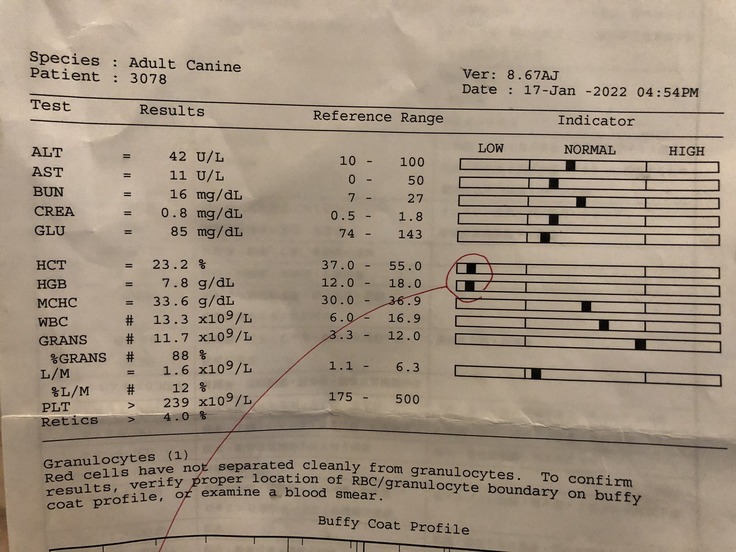 Species : Adult Canine
Patient : 3078
Ver: 8.67AJ
Date : 17-Jan -2022 04:54PM
Test Results Reference Range Indicator
LOW NORMAL HIGH
ALT = 42 U/L 10 - 100
AST = 11 U/L 0 - 50
BUN = 16 mg/dL 7 - 27
CREA = 0.8 mg/dL 0.5 - 1.8
GLU = 85 mg/dL 74 - 143
HCT = 23.2 % 37.0 - 55.0
HGB = 7.8 g/dL 12.0 - 18.0
MCHC = 33.6 g/dL 30.0 - 36.9
WBC # 13.3 x10⁹/L 6.0 - 16.9
GRANS # 11.7 x10⁹/L 3.3 - 12.0
%GRANS # 88 %
L/M = 1.6 x10⁹/L 1.1 - 6.3
%L/M # 12 %
PLT > 239 x10⁹/L 175 - 500
Retics > 4.0 %
Granulocytes (1)
Red cells have not separated cleanly from granulocytes. To confirm
results, verify proper location of RBC/granulocyte boundary on buffy
coat profile, or examine a blood smear.
Buffy Coat Profile